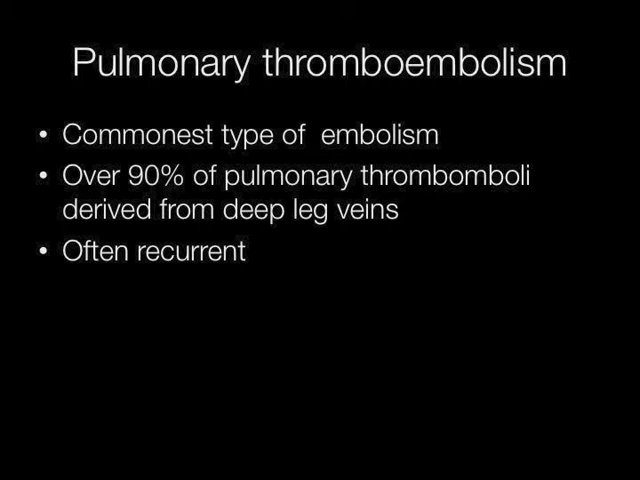 Pulmonary thromboembolism
• Commonest type of  embolism
• Over 90% of pulmonary thrombomboli
derived from deep leg veins
• Often recurrent